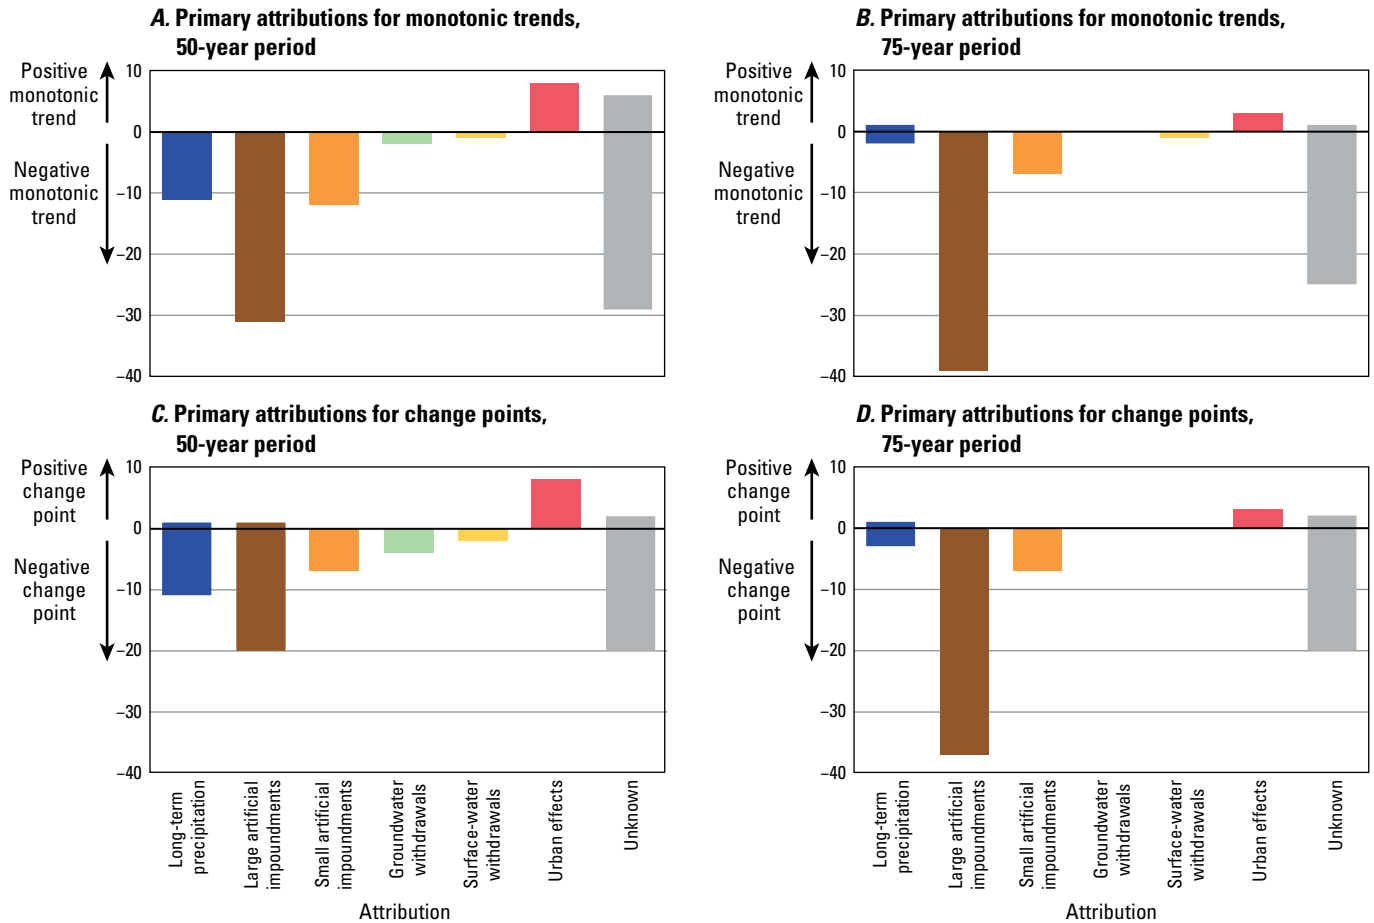 A. Primary attributions for monotonic trends,
50-year period
Positive
monotonic
trend
Negative
monotonic
trend
10
0
–10
–20
–30
–40
B. Primary attributions for monotonic trends,
75-year period
Positive
monotonic
trend
Negative
monotonic
trend
10
0
–10
–20
–30
–40
C. Primary attributions for change points,
50-year period
Positive
change
point
Negative
change
point
10
0
–10
–20
–30
–40
Long-term
precipitation
Large artificial
impoundments
Small artificial
impoundments
Groundwater
withdrawals
Surface-water
withdrawals
Urban effects
Unknown
Attribution
D. Primary attributions for change points,
75-year period
Positive
change
point
Negative
change
point
10
0
–10
–20
–30
–40
Long-term
precipitation
Large artificial
impoundments
Small artificial
impoundments
Groundwater
withdrawals
Surface-water
withdrawals
Urban effects
Unknown
Attribution